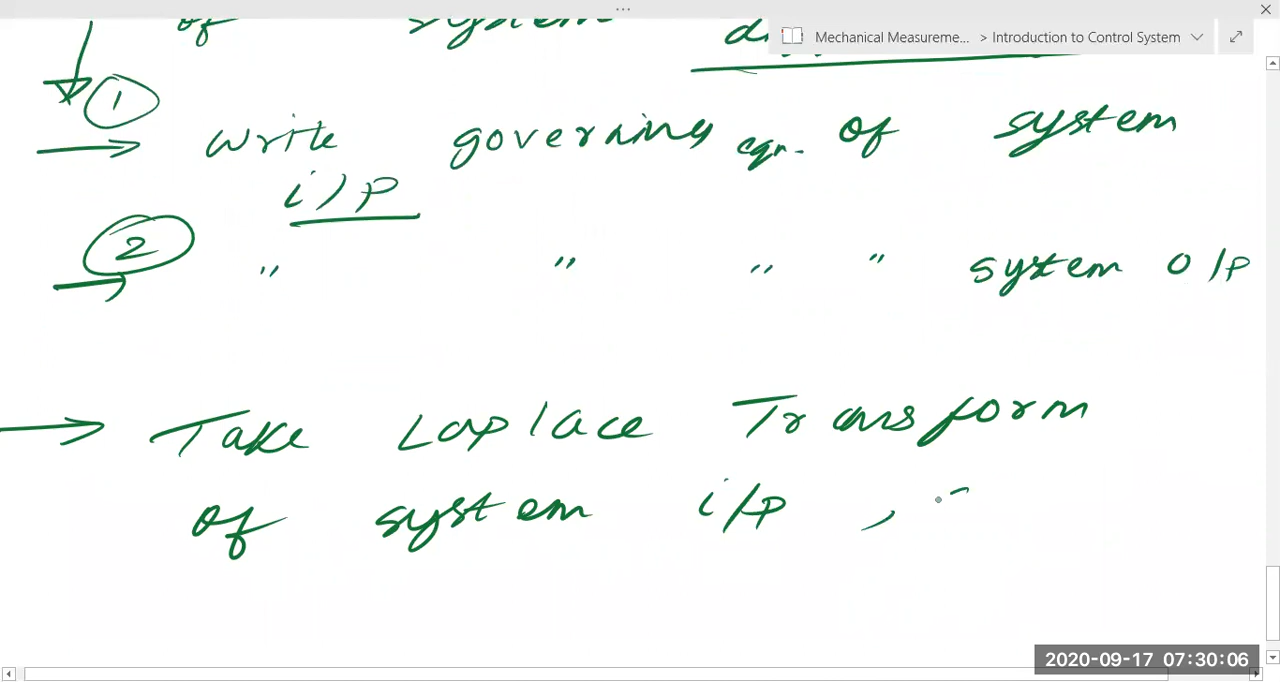 ...
Mechanical Measureme... > Introduction to Control System
of system
① Write governing eqn. of system
i/p
② " " " " system o/p
→ Take Laplace Transform
of system i/p ,
2020-09-17 07:30:06